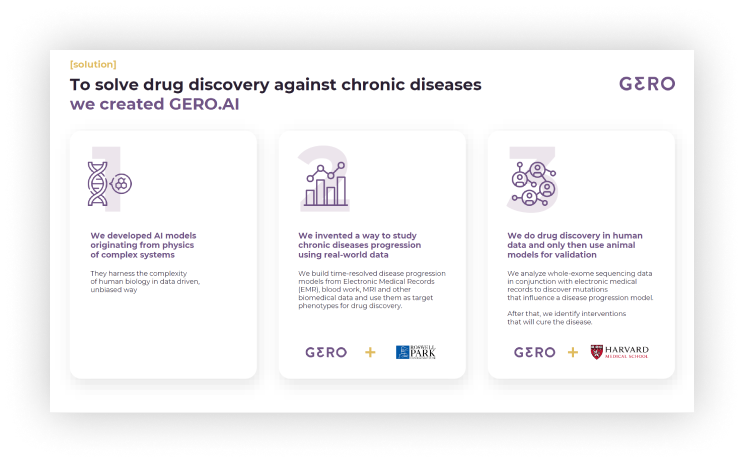 [solution]
To solve drug discovery against chronic diseases
we created GERO.AI
GERO
1
We developed AI models
originating from physics
of complex systems
They harness the complexity
of human biology in data driven,
unbiased way
2
We invented a way to study
chronic diseases progression
using real-world data
We build time-resolved disease progression
models from Electronic Medical Records
(EMR), blood work, MRI and other
biomedical data and use them as target
phenotypes for drug discovery.
GERO + ROSWELL
PARK
3
We do drug discovery in human
data and only then use animal
models for validation
We analyze whole-exome sequencing data
in conjunction with electronic medical
records to discover mutations
that influence a disease progression model.
After that, we identify interventions
that will cure the disease.
GERO + HARVARD
MEDICAL SCHOOL